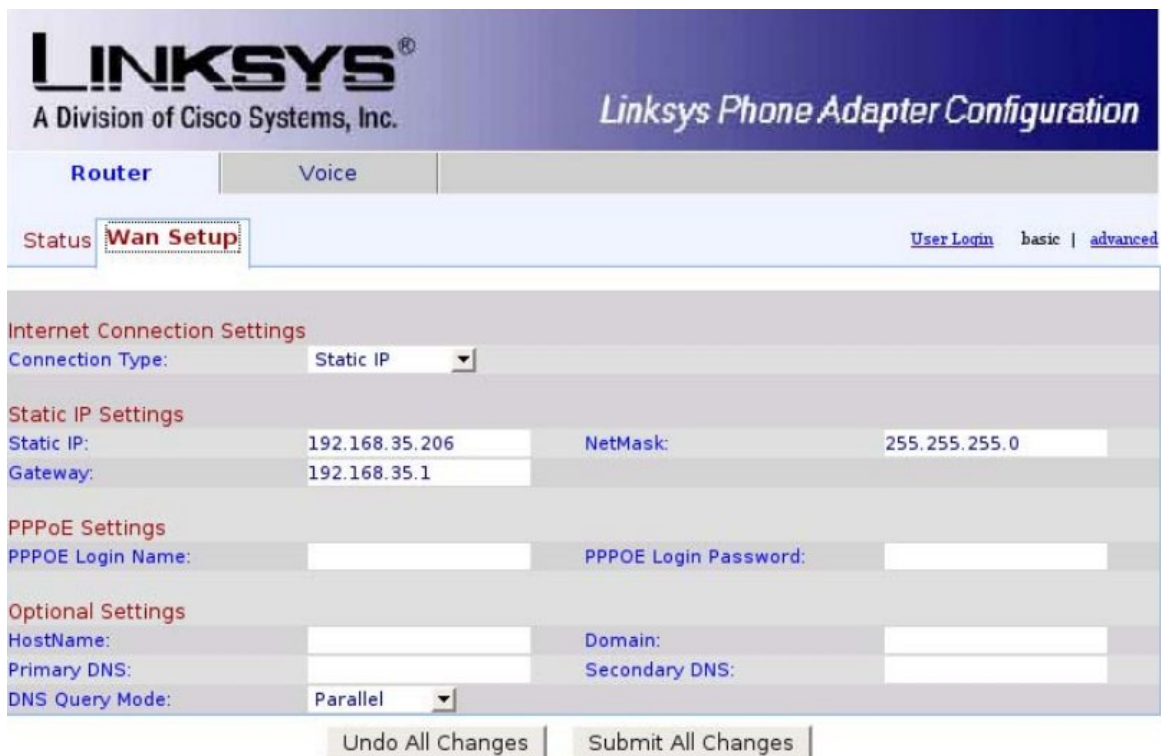 LINKSYS®
A Division of Cisco Systems, Inc.
Linksys Phone Adapter Configuration
Router Voice
Status Wan Setup User Login basic | advanced
Internet Connection Settings
Connection Type: Static IP
Static IP Settings
Static IP: 192.168.35.206 NetMask: 255.255.255.0
Gateway: 192.168.35.1
PPPoE Settings
PPPOE Login Name: PPPOE Login Password:
Optional Settings
HostName: Domain:
Primary DNS: Secondary DNS:
DNS Query Mode: Parallel
Undo All Changes Submit All Changes